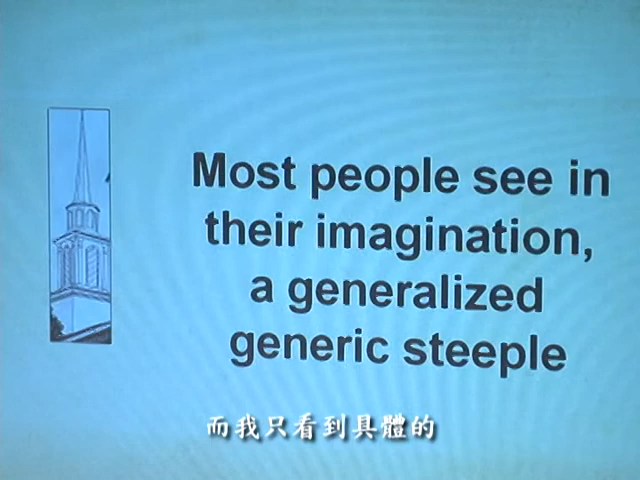 Most people see in
their imagination,
a generalized
generic steeple
而我只看到具體的